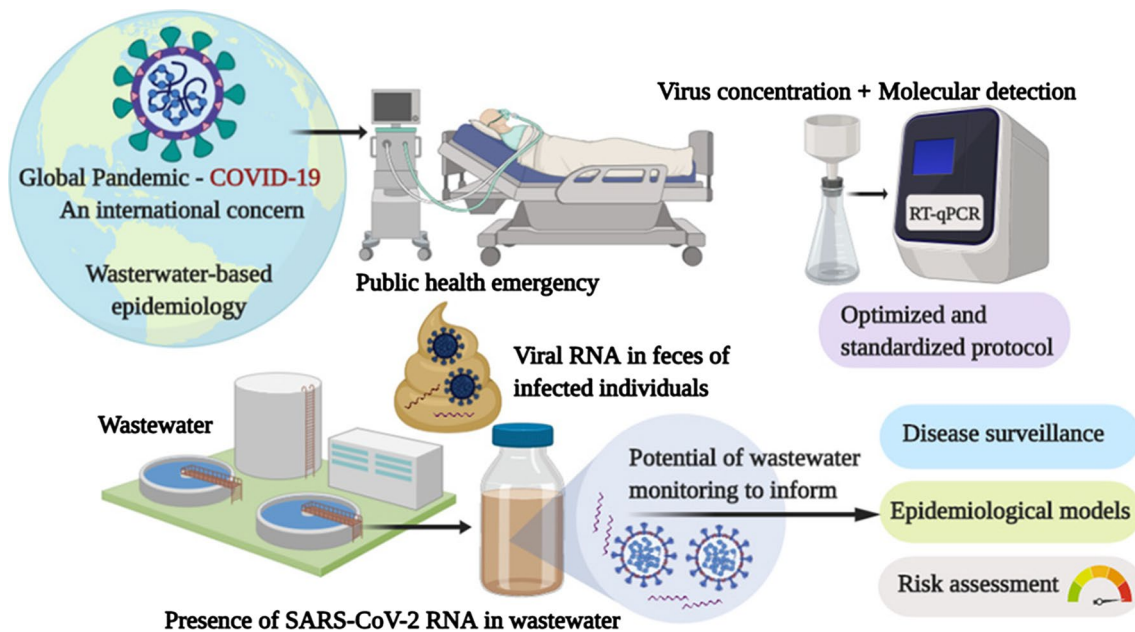 Global Pandemic - COVID-19
An international concern
Wasterwater-based
epidemiology
Public health emergency
Virus concentration + Molecular detection
RT-qPCR
Optimized and
standardized protocol
Viral RNA in feces of
infected individuals
Wastewater
Presence of SARS-CoV-2 RNA in wastewater
Potential of wastewater
monitoring to inform
Disease surveillance
Epidemiological models
Risk assessment